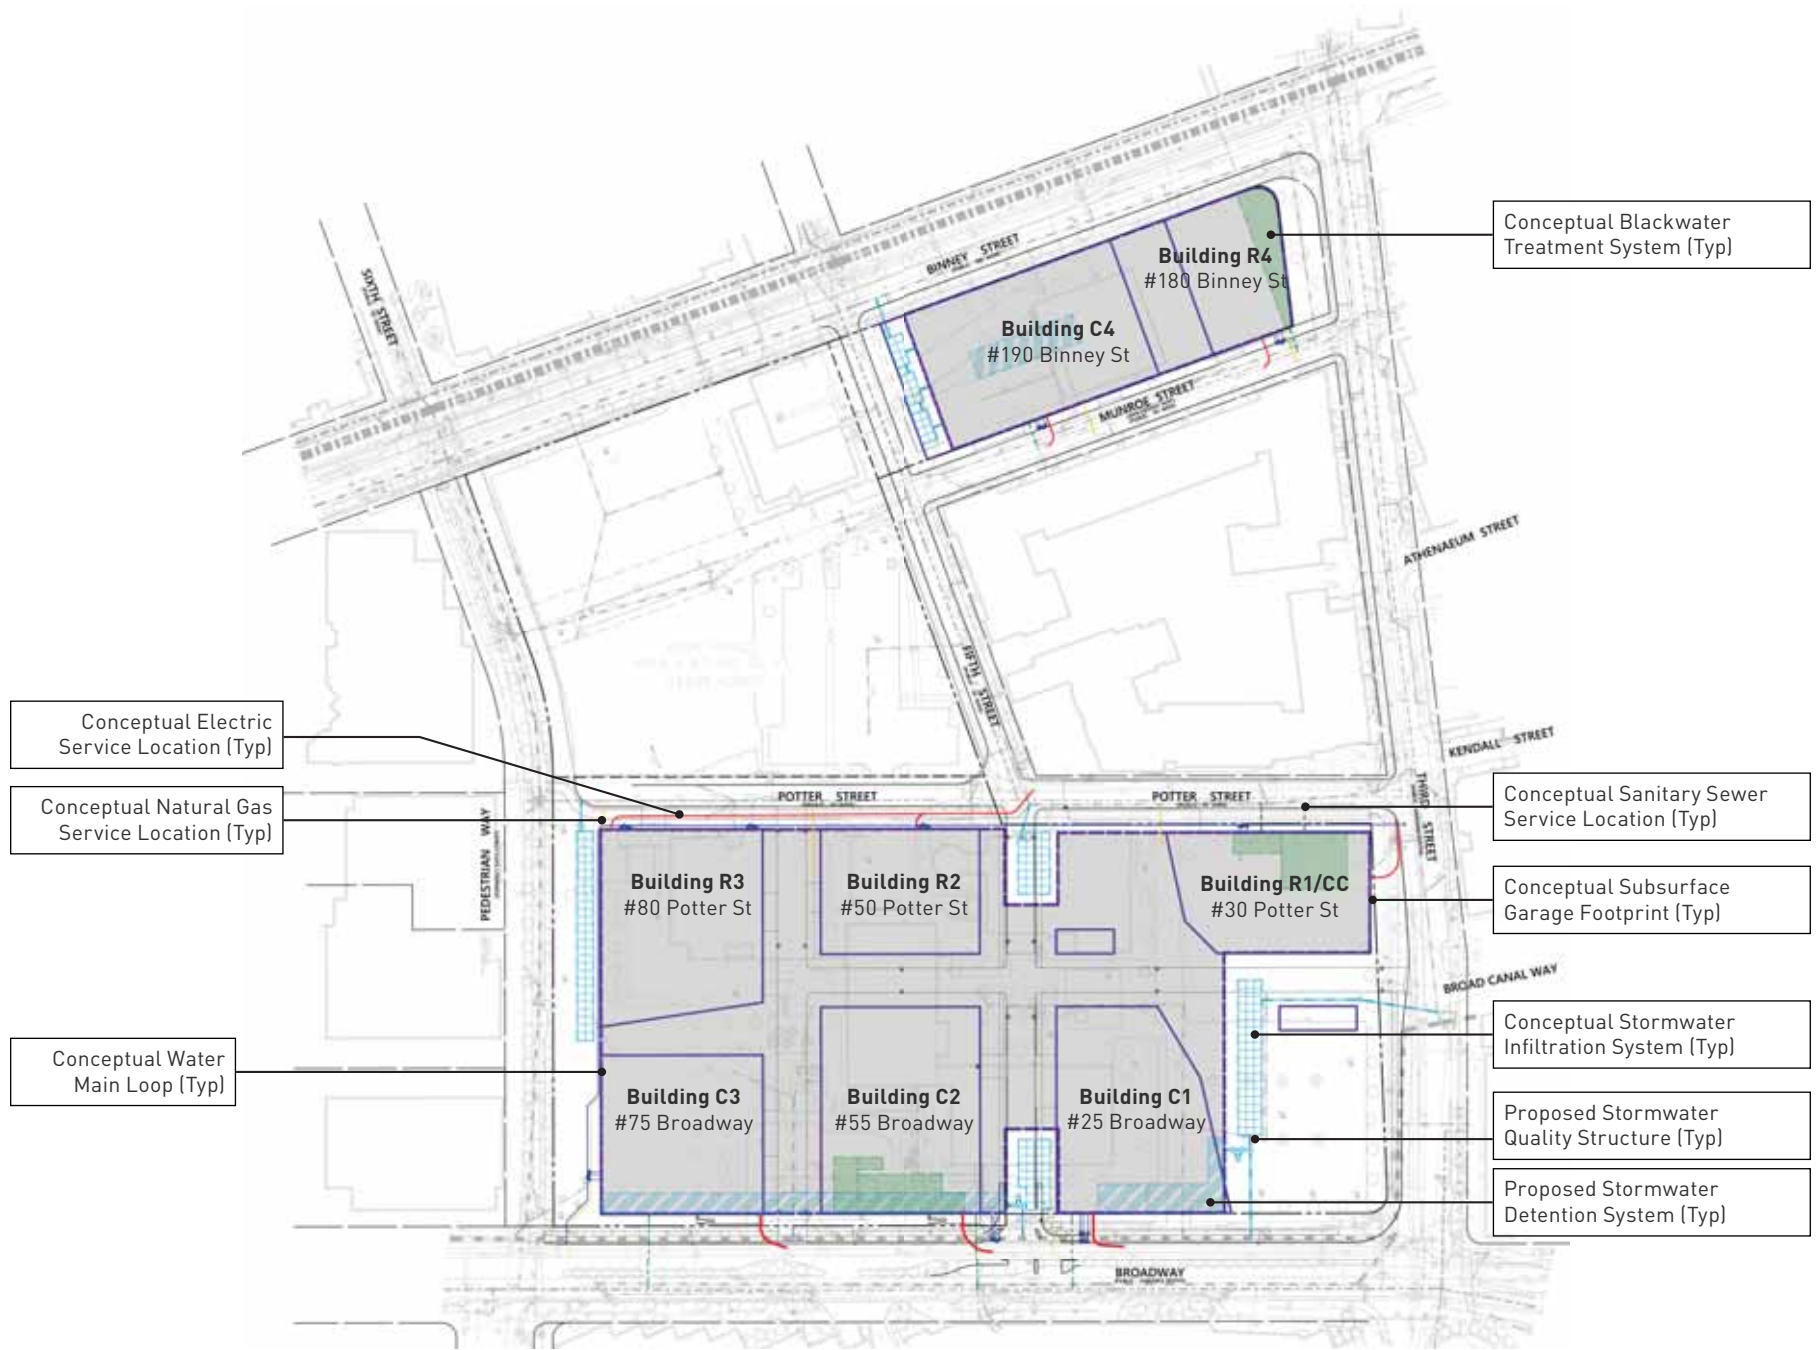 Conceptual Blackwater
Treatment System (Typ)
BINNEY STREET
Building R4
#180 Binney St
SIXTH STREET
Building C4
#190 Binney St
MUNROE STREET
ATHENAEUM STREET
FIFTH STREET
Conceptual Electric
Service Location (Typ)
KENDALL STREET
Conceptual Natural Gas
Service Location (Typ)
POTTER STREET
POTTER STREET
THIRD STREET
Conceptual Sanitary Sewer
Service Location (Typ)
PEDESTRIAN WAY
Building R3
#80 Potter St
Building R2
#50 Potter St
Building R1/CC
#30 Potter St
Conceptual Subsurface
Garage Footprint (Typ)
BROAD CANAL WAY
Conceptual Stormwater
Infiltration System (Typ)
Conceptual Water
Main Loop (Typ)
Building C3
#75 Broadway
Building C2
#55 Broadway
Building C1
#25 Broadway
Proposed Stormwater
Quality Structure (Typ)
Proposed Stormwater
Detention System (Typ)
BROADWAY